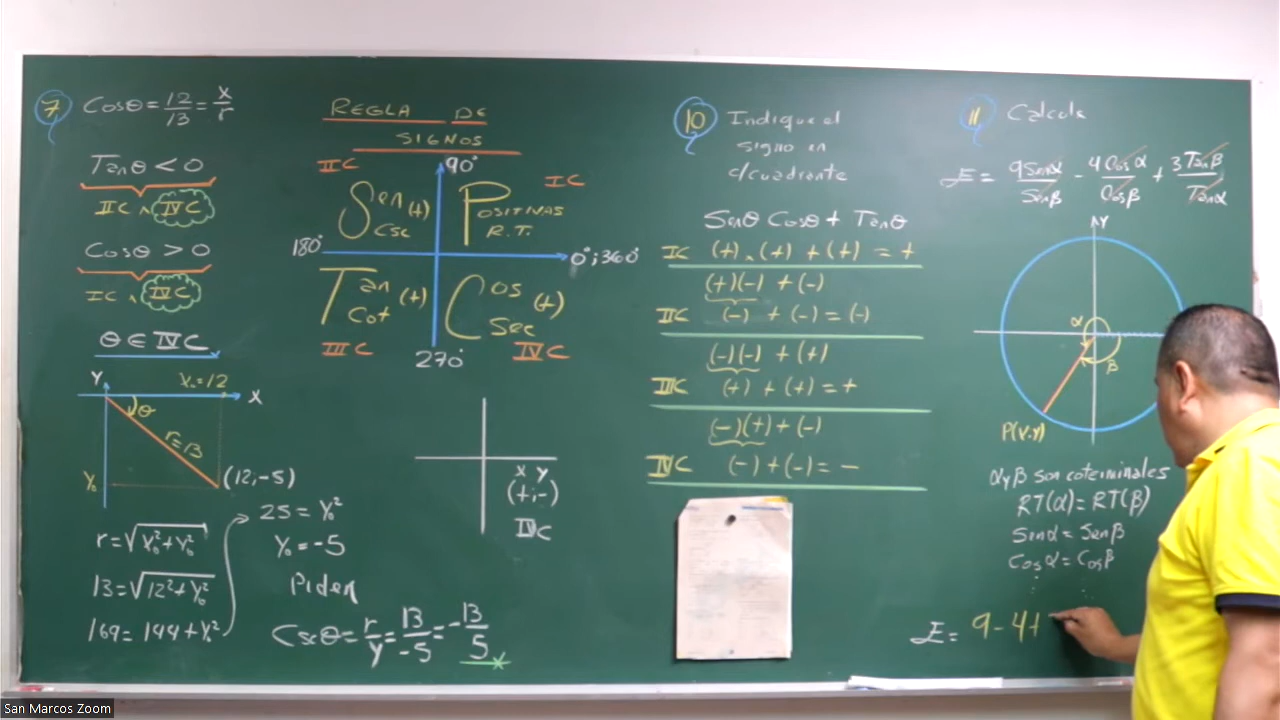 7 Cosθ = 12/13 = x/r
Tanθ < 0
IIC ∧ IVC
Cosθ > 0
IC ∧ IVC
θ ∈ IVC
Y
X₀=12
X
θ
r=13
Y₀
(12;-5)
r=√X₀²+Y₀²
13=√12²+Y₀²
169=144+Y₀²
25=Y₀²
Y₀=-5
Piden
Cscθ = r/y = 13/-5 = -13/5
REGLA DE
SIGNOS
IIC
90°
IC
Sen (+)
Csc
POSITIVAS
R.T.
180°
0°;360°
Tan (+)
Cot
Cos (+)
Sec
IIIC
270°
IVC
x y
(+;-)
IVC
10 Indique el
signo en
c/cuadrante
Senθ Cosθ + Tanθ
IC (+).(+) + (+) = +
(+)(-) + (-)
IIC (-) + (-) = (-)
(-)(-) + (+)
IIIC (+) + (+) = +
(-)(+) + (-)
IVC (-) + (-) = -
11 Calcule
E = 9Senα/Senβ - 4Cosα/Cosβ + 3Tanβ/Tanα
Y
α
β
P(x,y)
α y β son coterminales
RT(α)=RT(β)
Senα = Senβ
Cosα = Cosβ
E = 9-4+
San Marcos Zoom